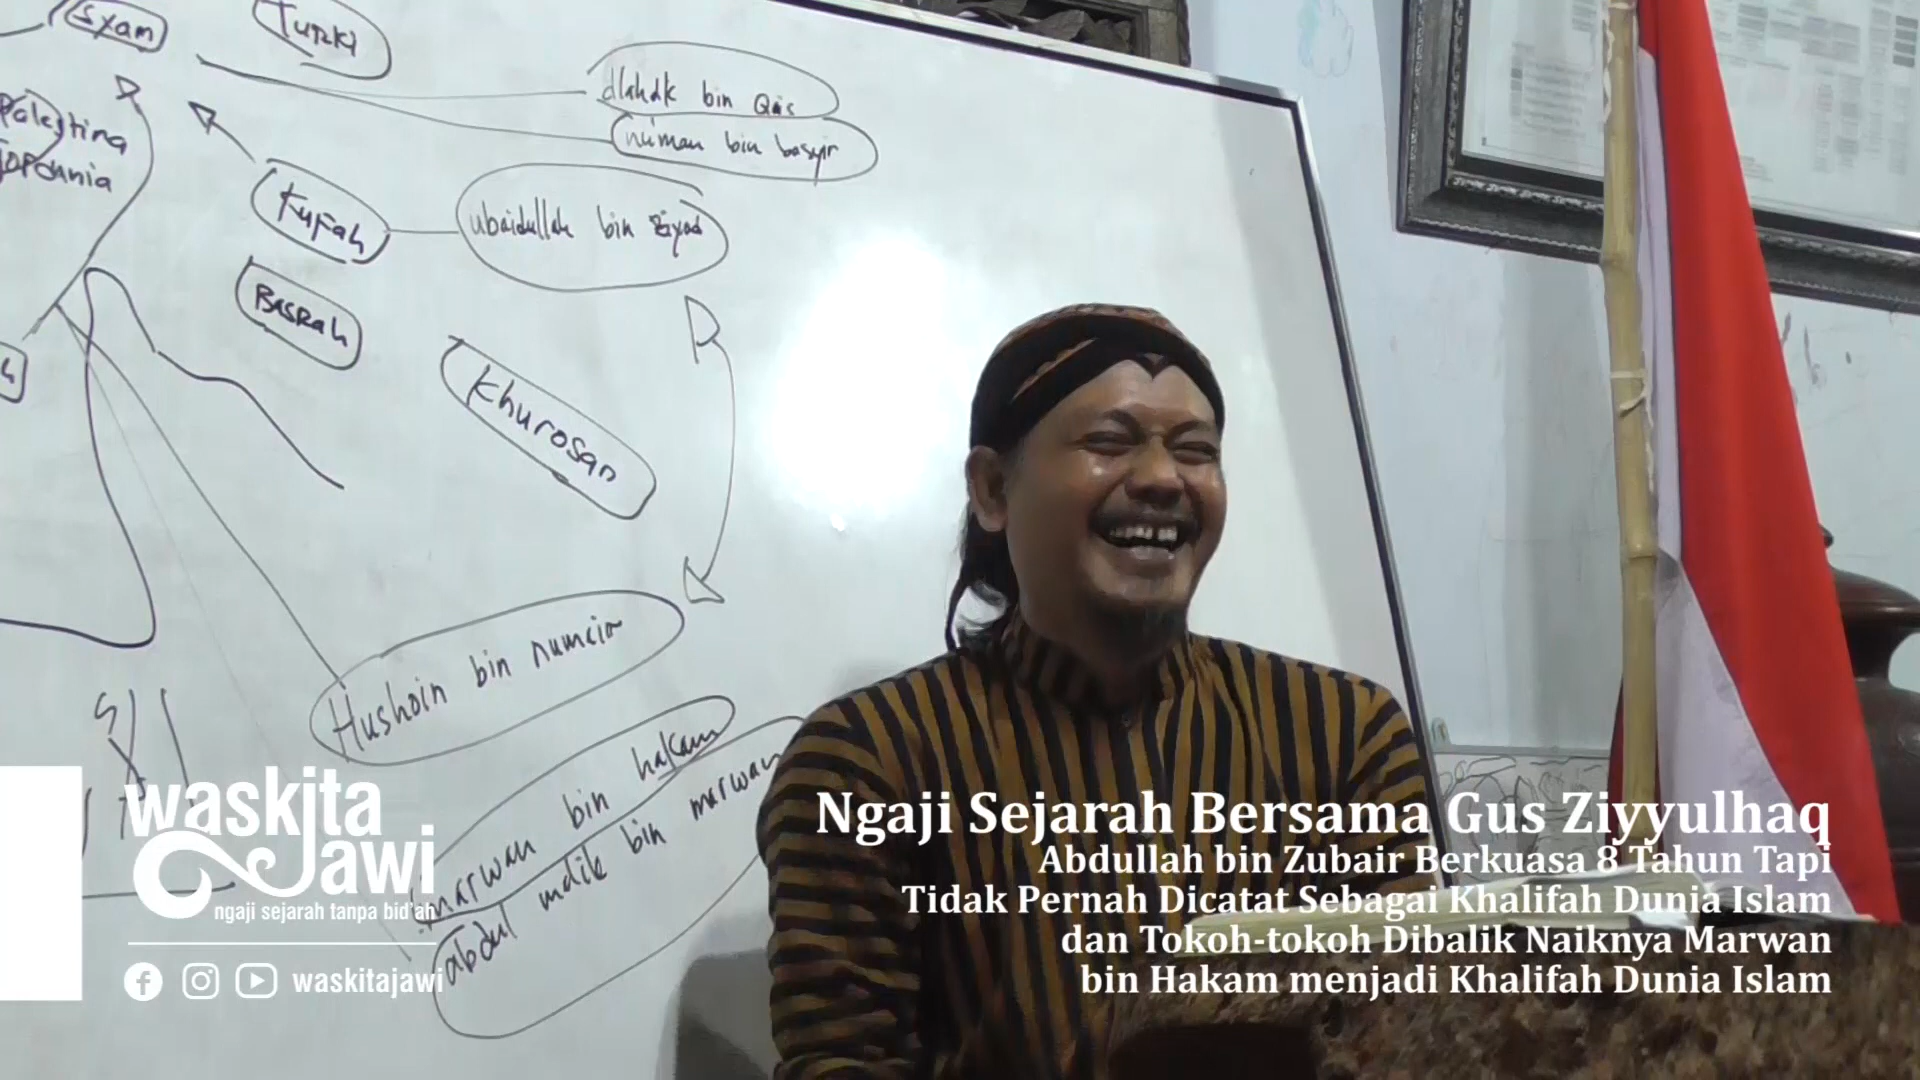 Syam
Turki
dlahak bin Qais
nu'man bin basyir
Palestina
jordania
Kufah
ubaidullah bin ziyad
Basrah
Khurosan
h
Hushoin bin numair
marwan bin hakam
abdul malik bin marwan
waskita
Jawi
ngaji sejarah tanpa bid'ah
waskitajawi
Ngaji Sejarah Bersama Gus Ziyyulhaq
Abdullah bin Zubair Berkuasa 8 Tahun Tapi
Tidak Pernah Dicatat Sebagai Khalifah Dunia Islam
dan Tokoh-tokoh Dibalik Naiknya Marwan
bin Hakam menjadi Khalifah Dunia Islam